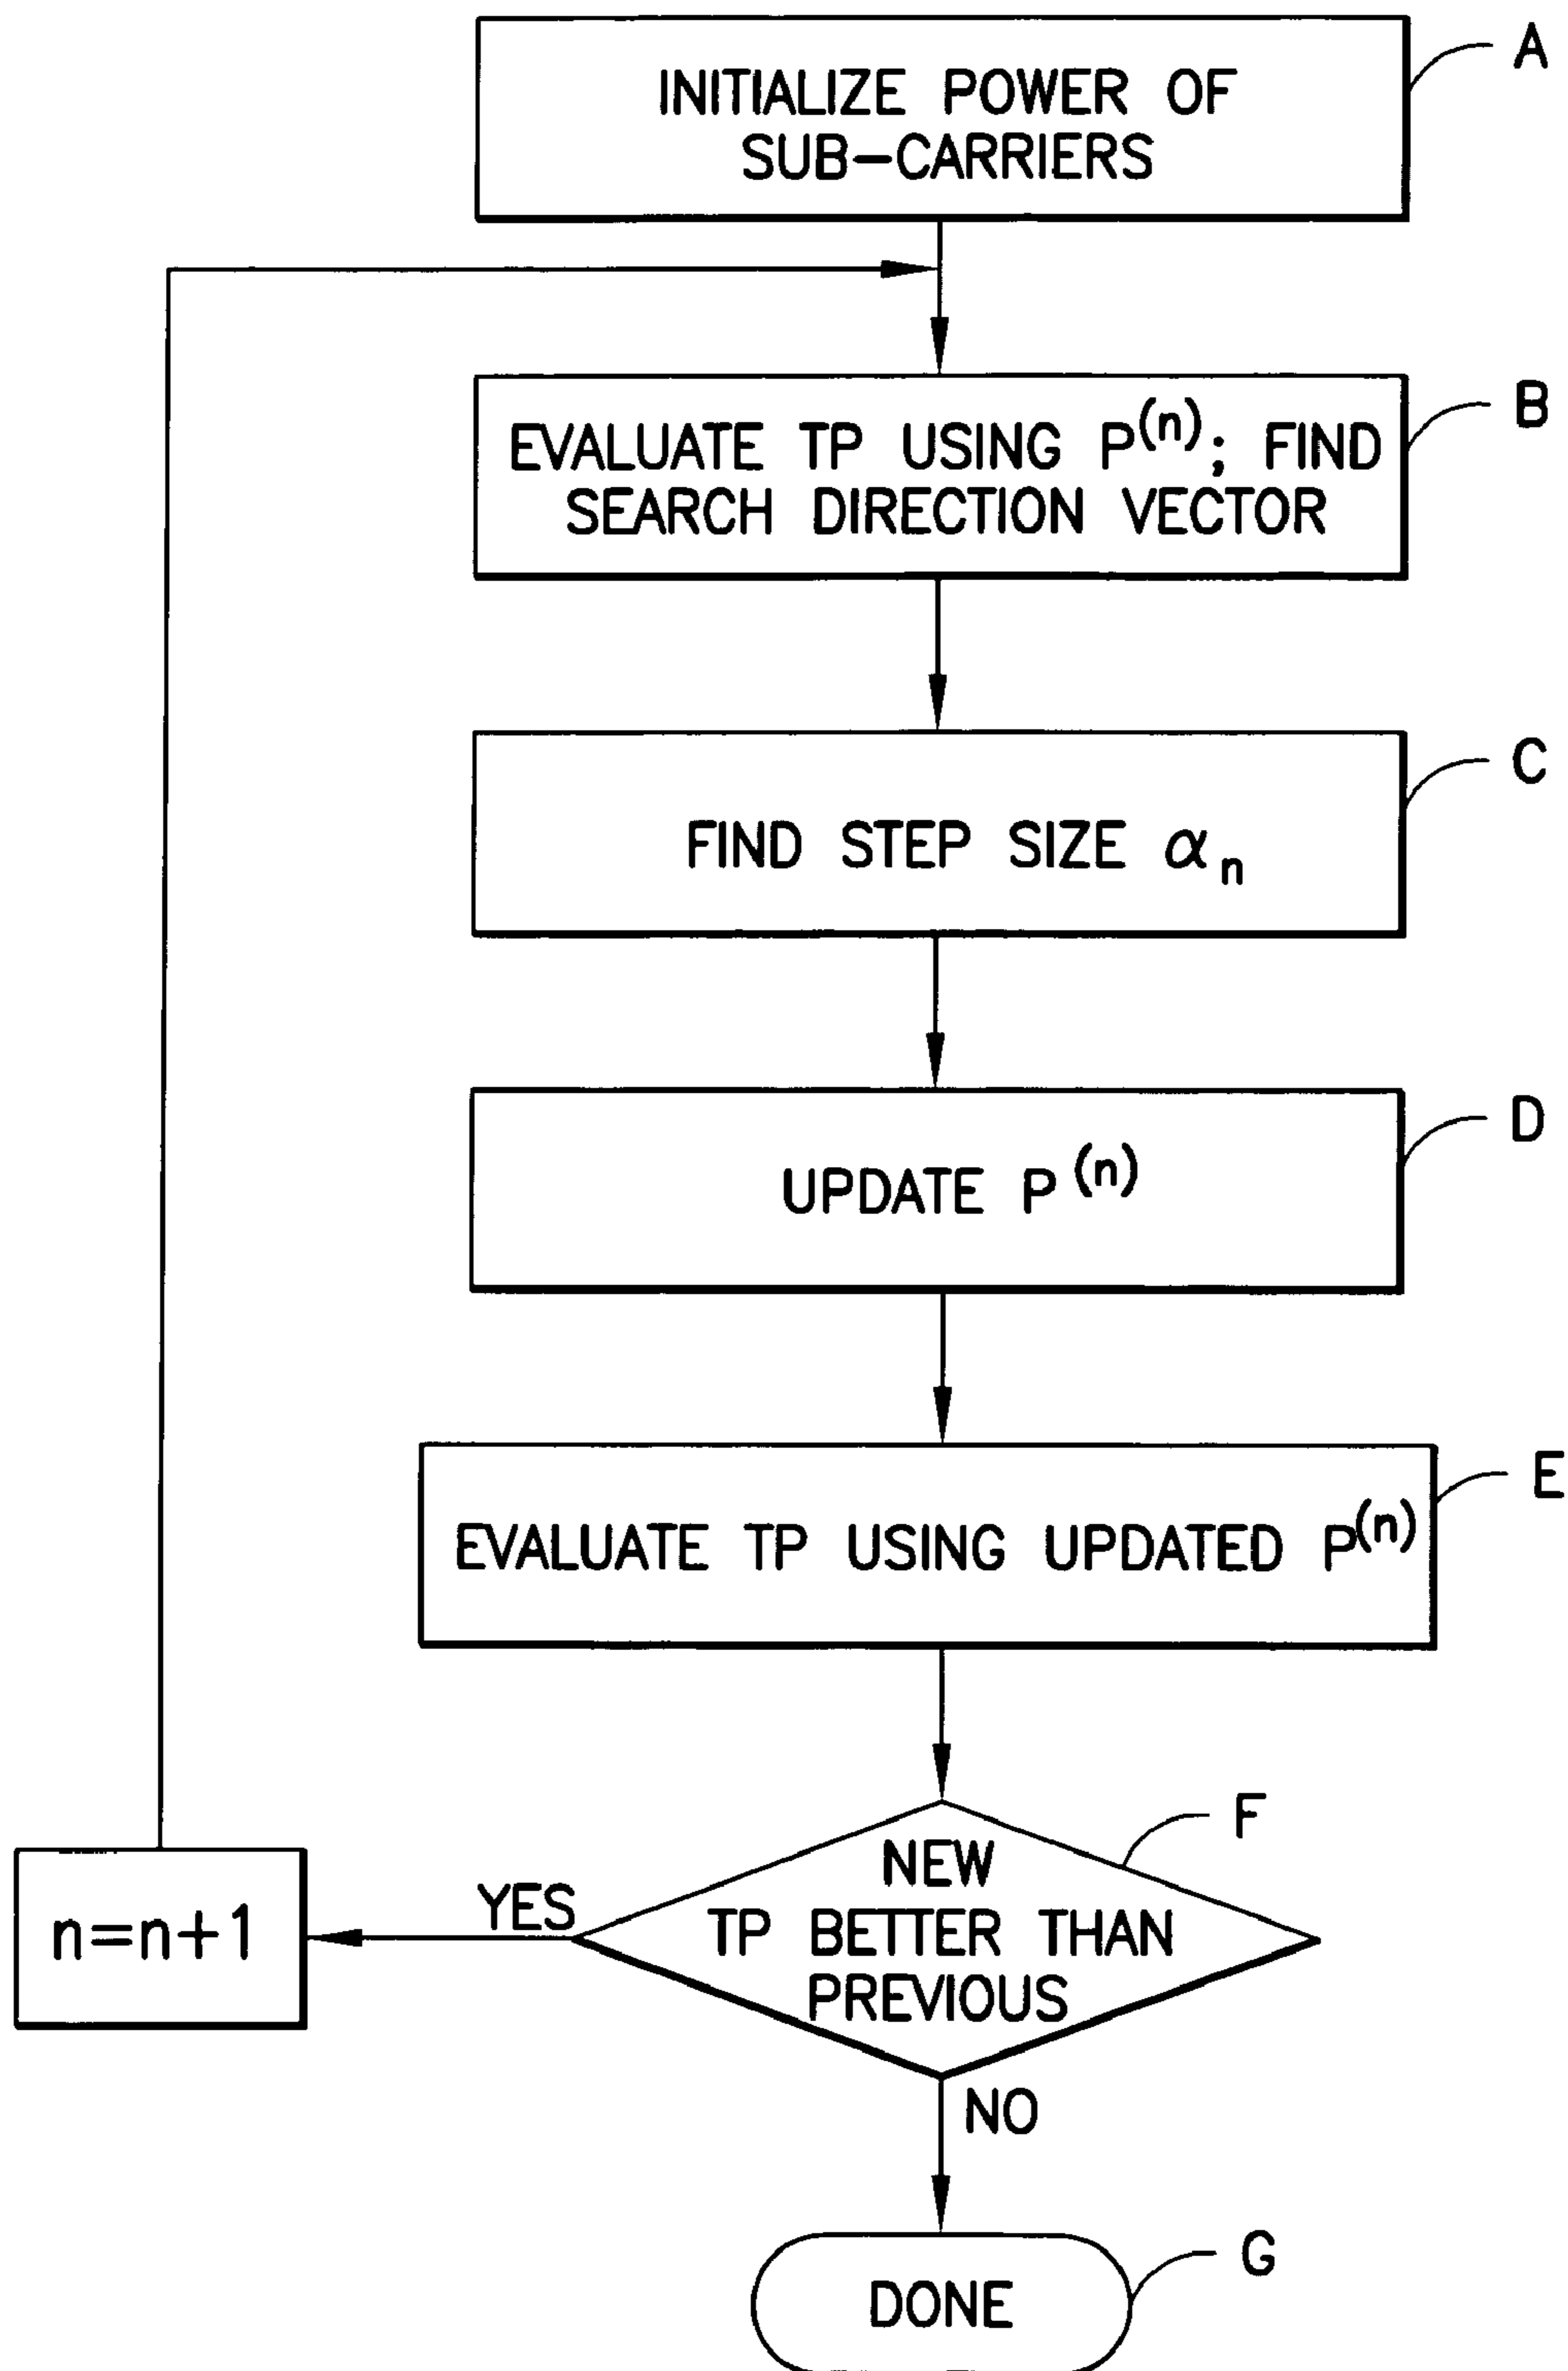 INITIALIZE POWER OF
SUB-CARRIERS
A
EVALUATE TP USING P(n); FIND
SEARCH DIRECTION VECTOR
B
FIND STEP SIZE αn
C
UPDATE P(n)
D
EVALUATE TP USING UPDATED P(n)
E
NEW
TP BETTER THAN
PREVIOUS
F
YES
n=n+1
NO
DONE
G